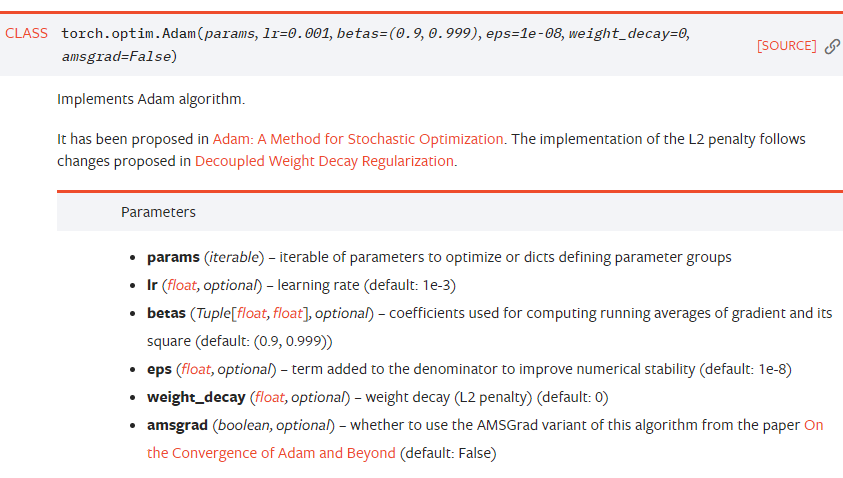 CLASS torch.optim.Adam(params, lr=0.001, betas=(0.9, 0.999), eps=1e-08, weight_decay=0,
amsgrad=False) [SOURCE]
Implements Adam algorithm.
It has been proposed in Adam: A Method for Stochastic Optimization. The implementation of the L2 penalty follows
changes proposed in Decoupled Weight Decay Regularization.
Parameters
• params (iterable) – iterable of parameters to optimize or dicts defining parameter groups
• lr (float, optional) – learning rate (default: 1e-3)
• betas (Tuple[float, float], optional) – coefficients used for computing running averages of gradient and its
square (default: (0.9, 0.999))
• eps (float, optional) – term added to the denominator to improve numerical stability (default: 1e-8)
• weight_decay (float, optional) – weight decay (L2 penalty) (default: 0)
• amsgrad (boolean, optional) – whether to use the AMSGrad variant of this algorithm from the paper On
the Convergence of Adam and Beyond (default: False)